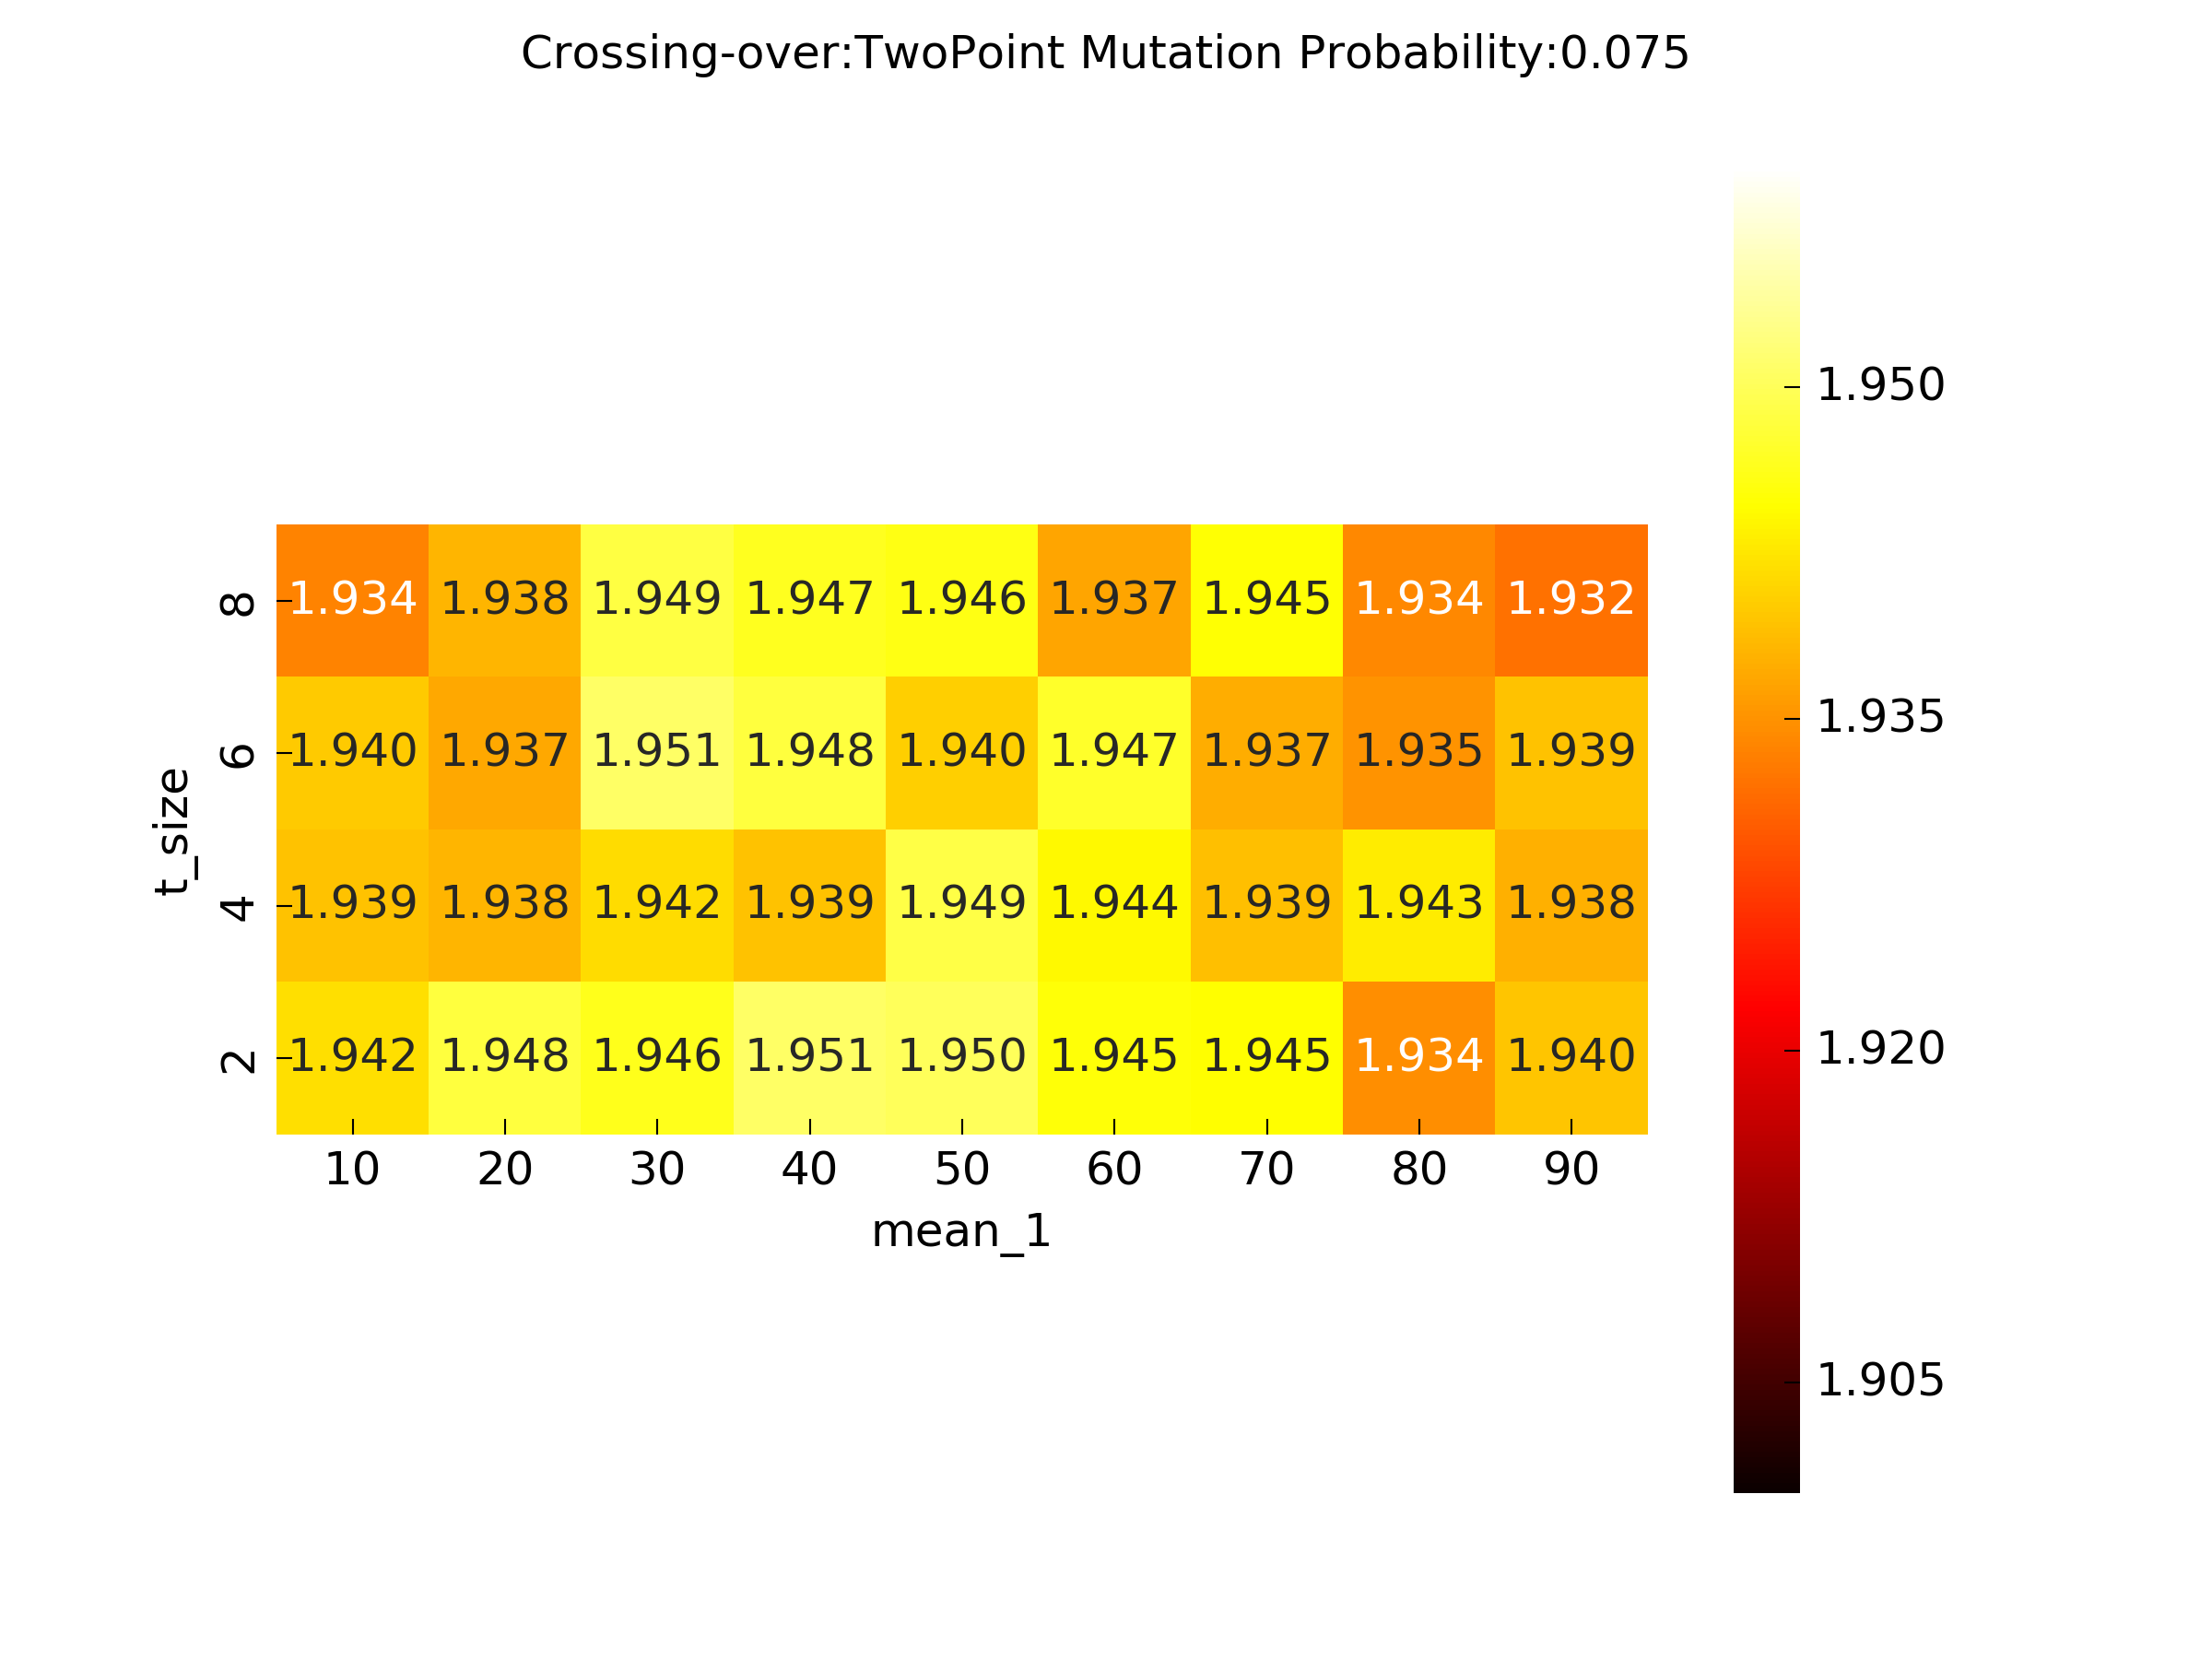 Crossing-over:TwoPoint Mutation Probability:0.075
1.950
1.935
1.920
1.905
t_size
8 1.934 1.938 1.949 1.947 1.946 1.937 1.945 1.934 1.932
6 1.940 1.937 1.951 1.948 1.940 1.947 1.937 1.935 1.939
4 1.939 1.938 1.942 1.939 1.949 1.944 1.939 1.943 1.938
2 1.942 1.948 1.946 1.951 1.950 1.945 1.945 1.934 1.940
10 20 30 40 50 60 70 80 90
mean_1